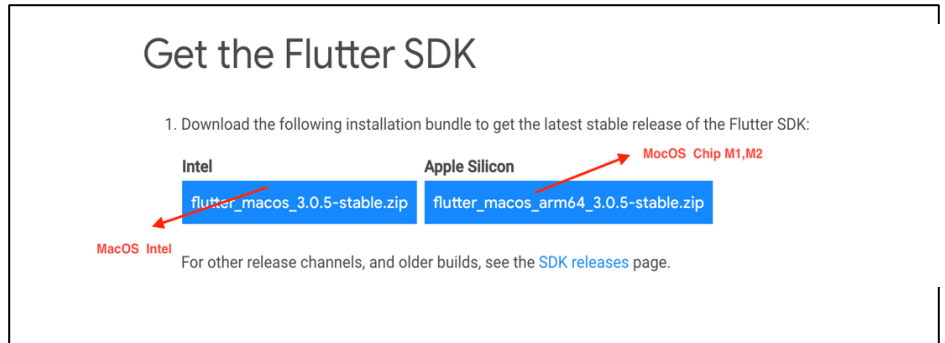 Get the Flutter SDK
1. Download the following installation bundle to get the latest stable release of the Flutter SDK:
MocOS Chip M1,M2
Intel
Apple Silicon
flutter_macos_3.0.5-stable.zip
flutter_macos_arm64_3.0.5-stable.zip
MacOS Intel
For other release channels, and older builds, see the SDK releases page.